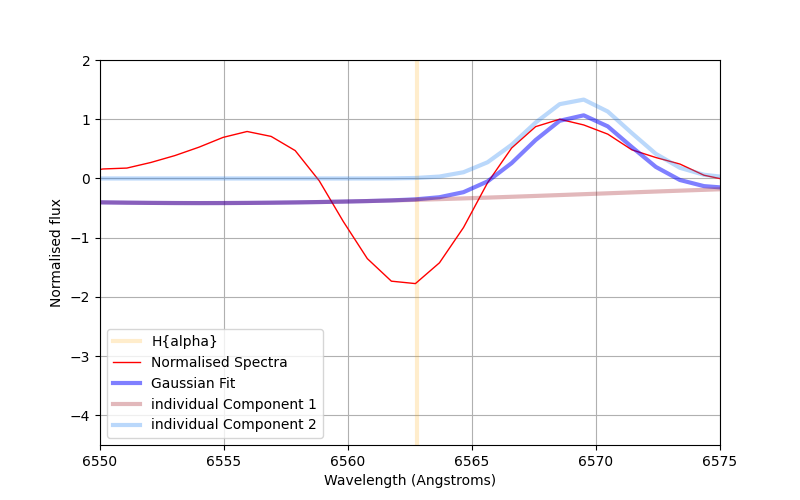 2
1
0
−1
−2
−3
−4
Normalised flux
H{alpha}
Normalised Spectra
Gaussian Fit
individual Component 1
individual Component 2
6550 6555 6560 6565 6570 6575
Wavelength (Angstroms)